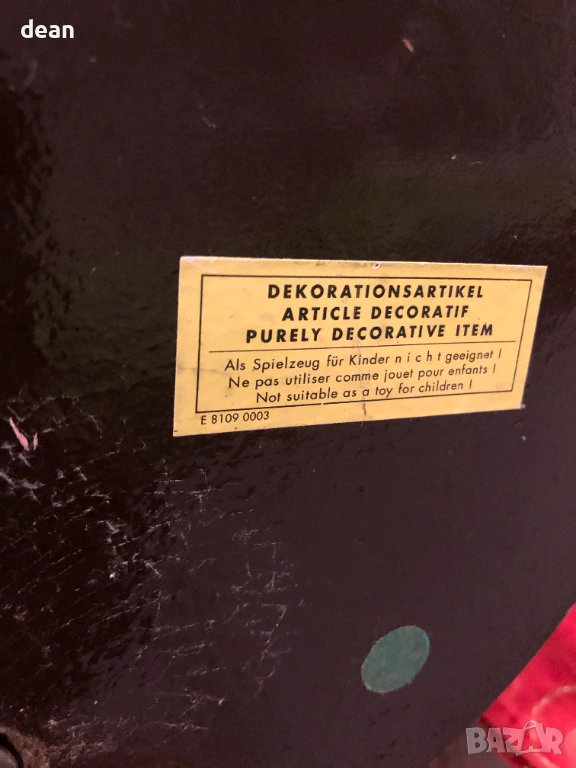 dean
DEKORATIONSARTIKEL
ARTICLE DECORATIF
PURELY DECORATIVE ITEM
Als Spielzeug für Kinder n i c h t geeignet !
Ne pas utiliser comme jouet pour enfants !
Not suitable as a toy for children !
E 8109 0003
BAZAR